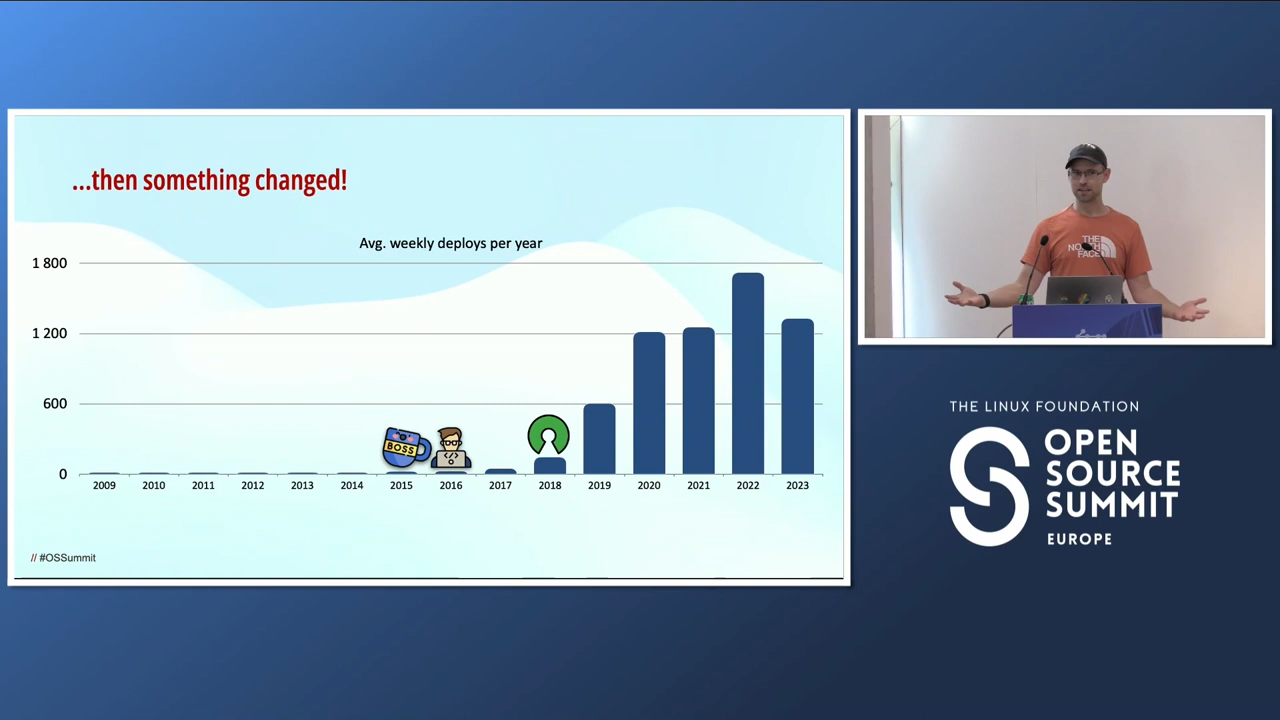 ...then something changed!
Avg. weekly deploys per year
1 800
1 200
600
0
BOSS
2009 2010 2011 2012 2013 2014 2015 2016 2017 2018 2019 2020 2021 2022 2023
// #OSSummit
THE
NORTH
FACE
THE LINUX FOUNDATION
OPEN
SOURCE
SUMMIT
EUROPE